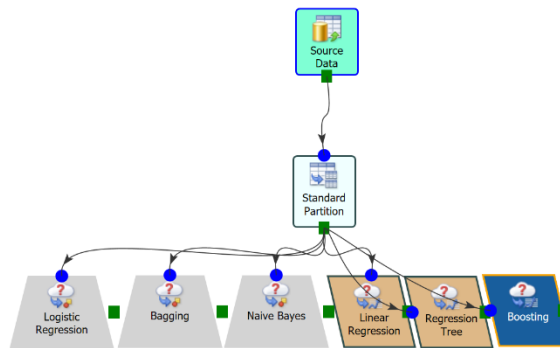 Source
Data
Standard
Partition
Logistic
Regression
Bagging
Naive Bayes
Linear
Regression
Regression
Tree
Boosting